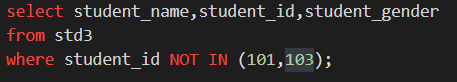 select student_name,student_id,student_gender
from std3
where student_id NOT IN (101,103);